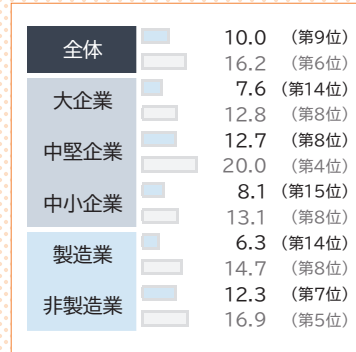 全体 10.0 (第9位)
16.2 (第6位)
大企業 7.6 (第14位)
12.8 (第8位)
中堅企業 12.7 (第8位)
20.0 (第4位)
中小企業 8.1 (第15位)
13.1 (第8位)
製造業 6.3 (第14位)
14.7 (第8位)
非製造業 12.3 (第7位)
16.9 (第5位)